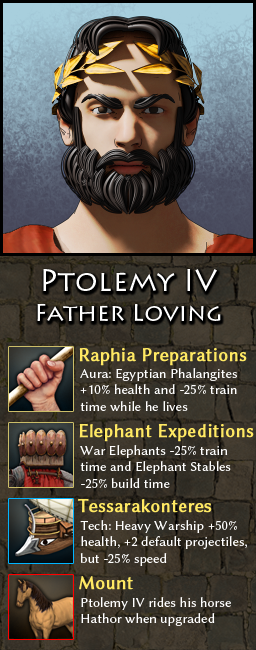 Ptolemy IV
Father Loving
Raphia Preparations
Aura: Egyptian Phalangites
+10% health and -25% train
time while he lives
Elephant Expeditions
War Elephants -25% train
time and Elephant Stables
-25% build time
Tessarakonteres
Tech: Heavy Warship +50%
health, +2 default projectiles,
but -25% speed
Mount
Ptolemy IV rides his horse
Hathor when upgraded